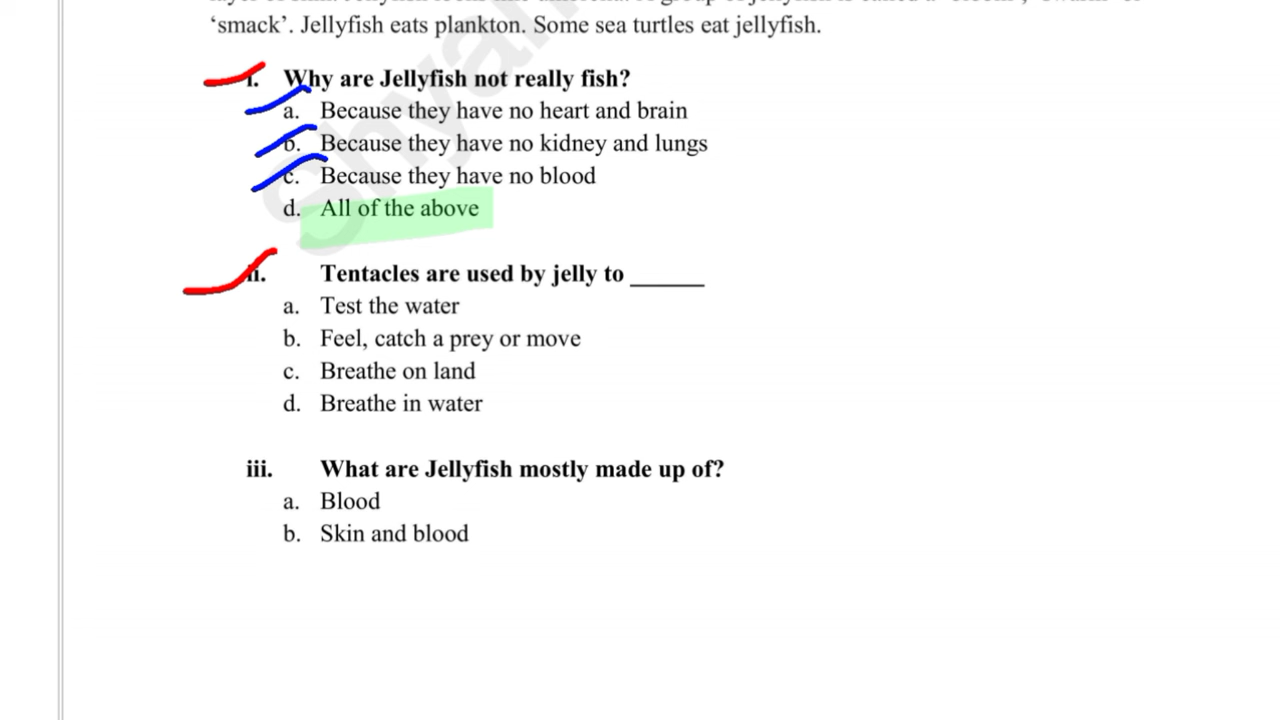 ‘smack’. Jellyfish eats plankton. Some sea turtles eat jellyfish.
i. Why are Jellyfish not really fish?
a. Because they have no heart and brain
b. Because they have no kidney and lungs
c. Because they have no blood
d. All of the above
ii. Tentacles are used by jelly to ______
a. Test the water
b. Feel, catch a prey or move
c. Breathe on land
d. Breathe in water
iii. What are Jellyfish mostly made up of?
a. Blood
b. Skin and blood